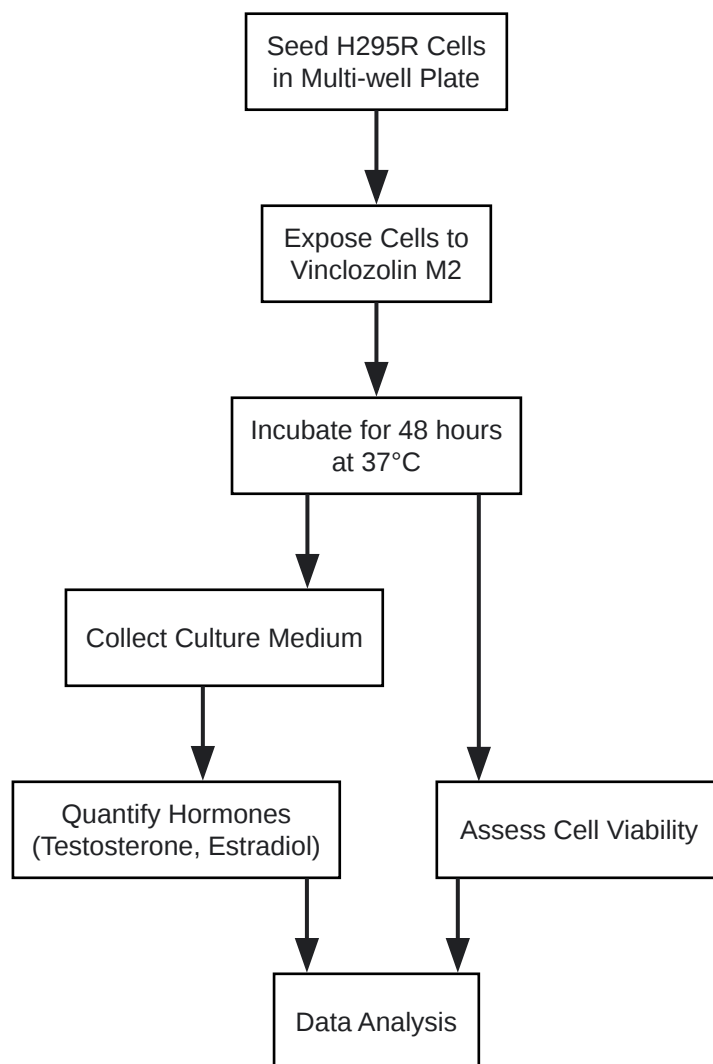 Seed H295R Cells
in Multi-well Plate
Expose Cells to
Vinclozolin M2
Incubate for 48 hours
at 37°C
Collect Culture Medium
Quantify Hormones
(Testosterone, Estradiol)
Assess Cell Viability
Data Analysis